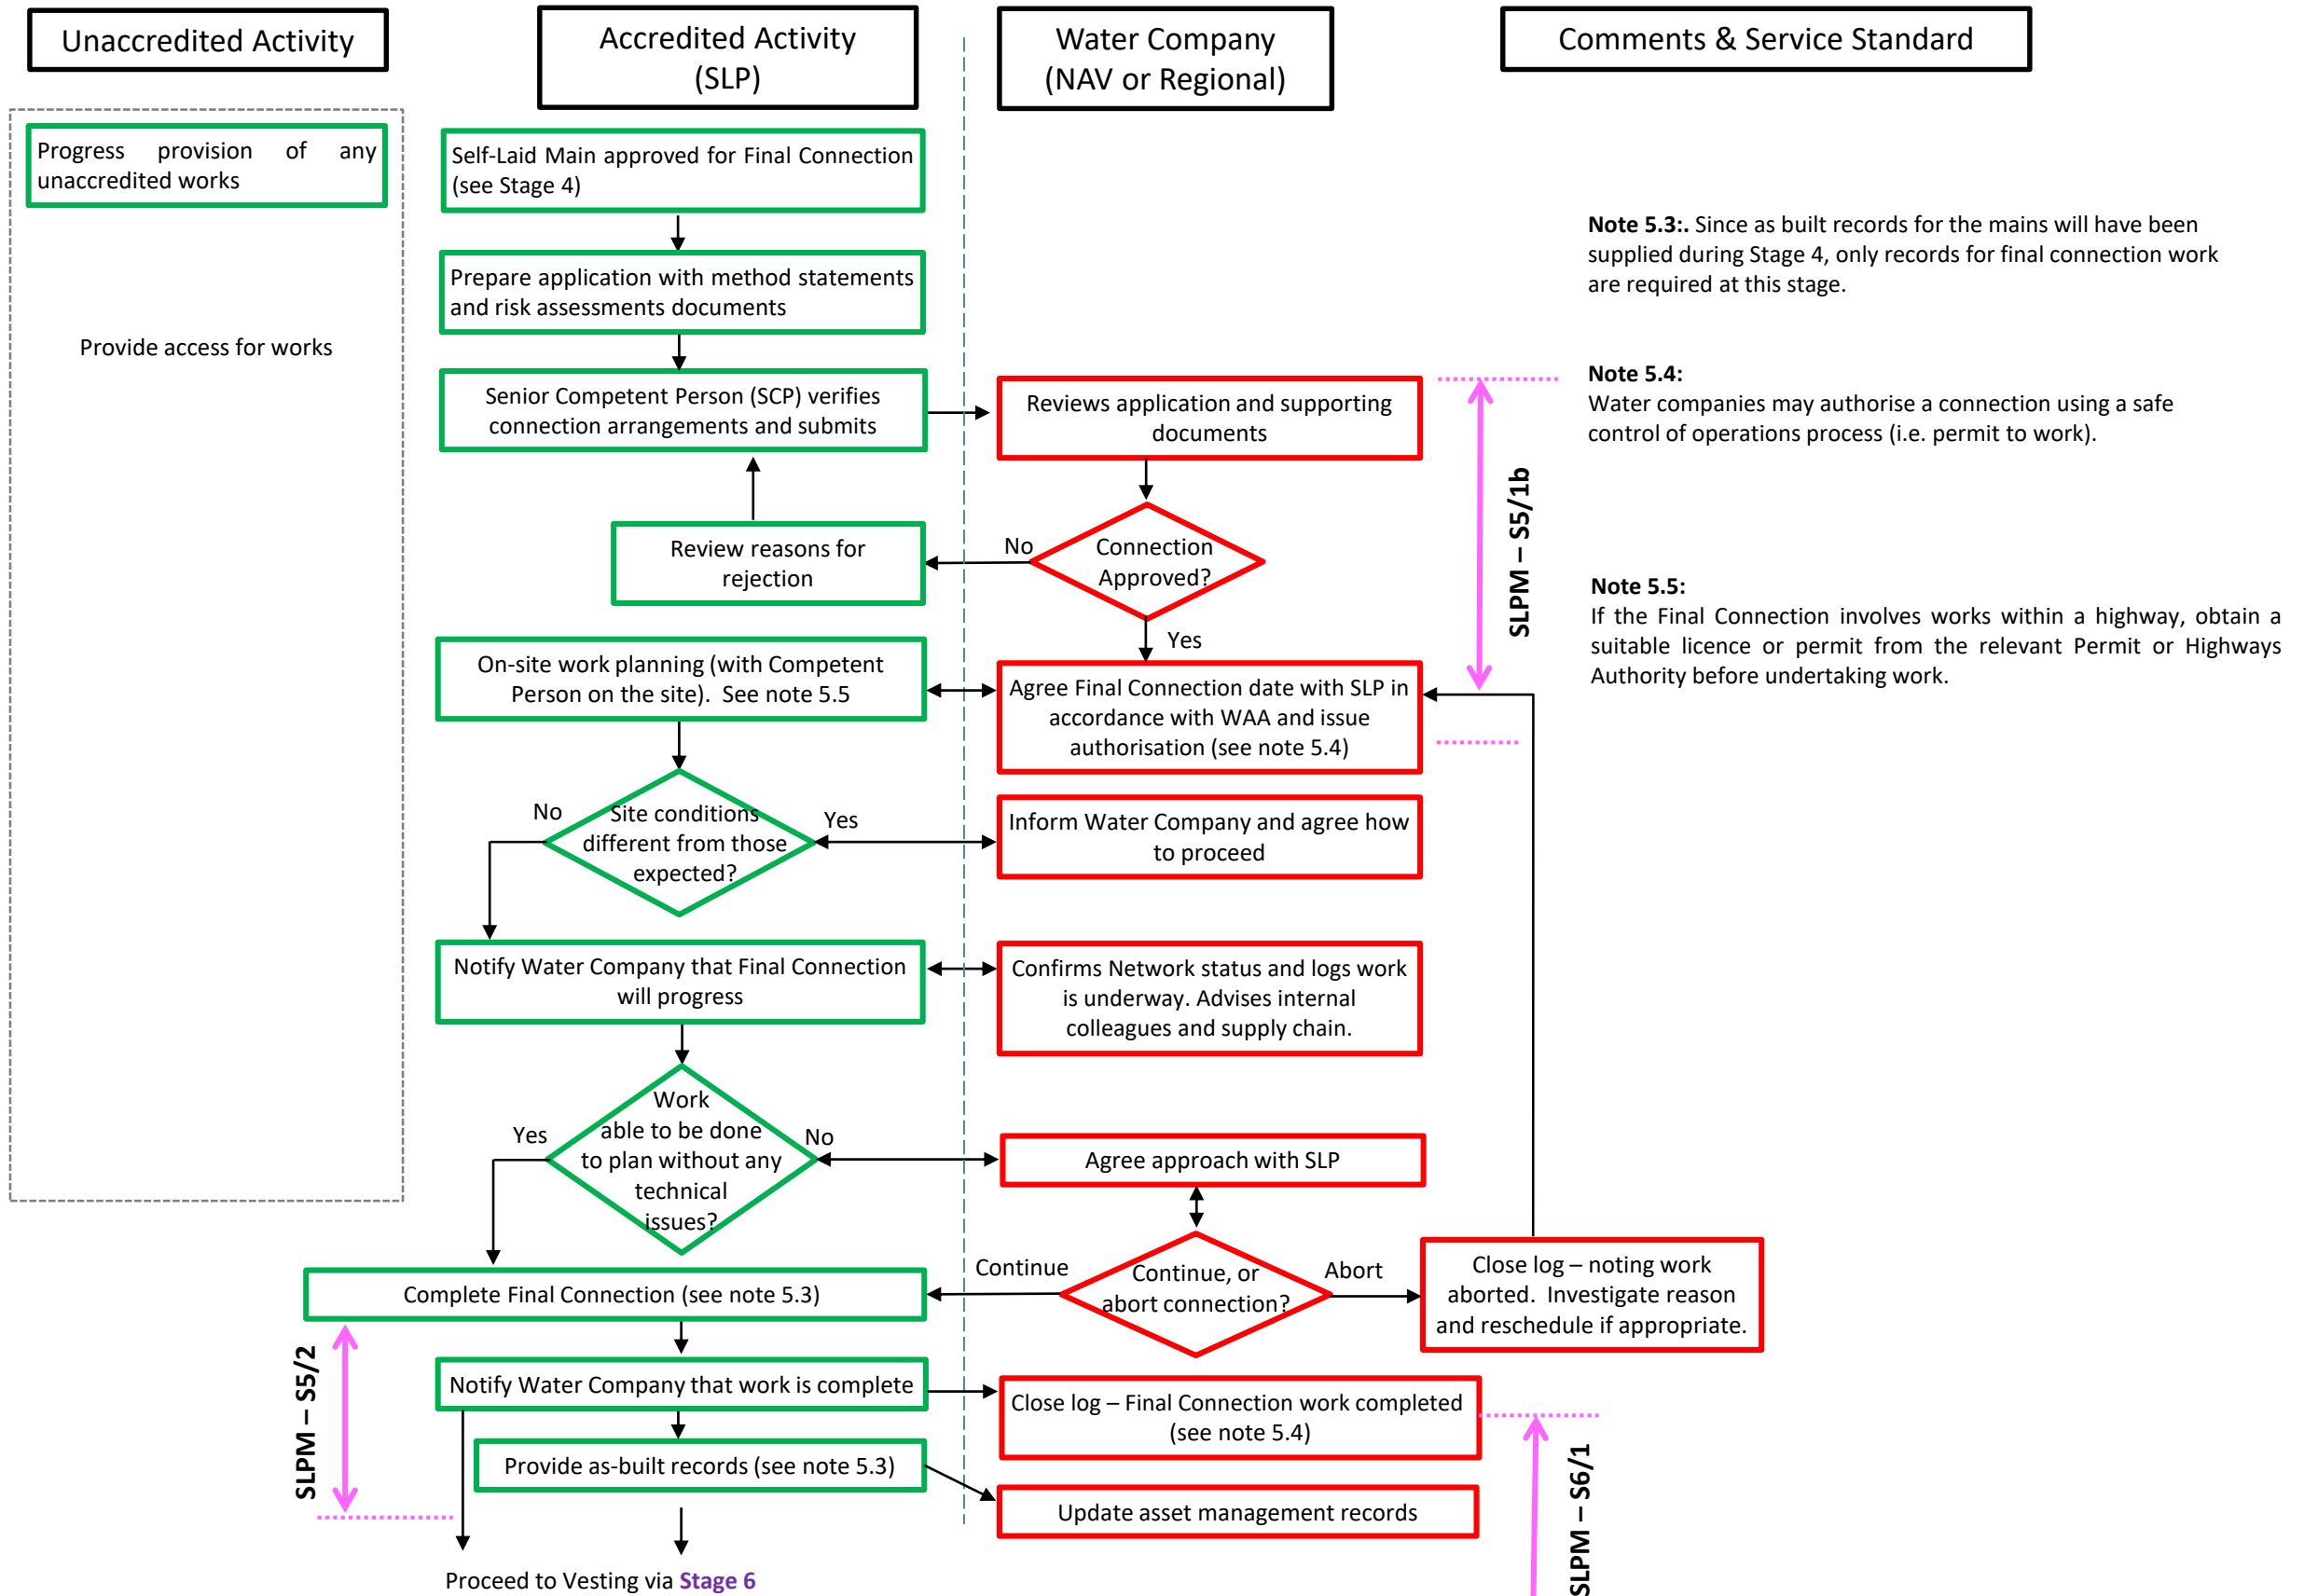 Unaccredited Activity
Accredited Activity
(SLP)
Water Company
(NAV or Regional)
Comments & Service Standard
Progress provision of any
unaccredited works
Provide access for works
Self-Laid Main approved for Final Connection
(see Stage 4)
Prepare application with method statements
and risk assessments documents
Senior Competent Person (SCP) verifies
connection arrangements and submits
Reviews application and supporting
documents
Review reasons for
rejection
No
Connection
Approved?
Yes
On-site work planning (with Competent
Person on the site). See note 5.5
Agree Final Connection date with SLP in
accordance with WAA and issue
authorisation (see note 5.4)
No
Site conditions
different from those
expected?
Yes
Inform Water Company and agree how
to proceed
Notify Water Company that Final Connection
will progress
Confirms Network status and logs work
is underway. Advises internal
colleagues and supply chain.
Yes
Work
able to be done
to plan without any
technical
issues?
No
Agree approach with SLP
Continue
Continue, or
abort connection?
Abort
Close log – noting work
aborted. Investigate reason
and reschedule if appropriate.
Complete Final Connection (see note 5.3)
Notify Water Company that work is complete
Close log – Final Connection work completed
(see note 5.4)
Provide as-built records (see note 5.3)
Update asset management records
Proceed to Vesting via Stage 6
SLPM – S5/2
SLPM – S5/1b
SLPM – S6/1
Note 5.3:. Since as built records for the mains will have been
supplied during Stage 4, only records for final connection work
are required at this stage.
Note 5.4:
Water companies may authorise a connection using a safe
control of operations process (i.e. permit to work).
Note 5.5:
If the Final Connection involves works within a highway, obtain a
suitable licence or permit from the relevant Permit or Highways
Authority before undertaking work.